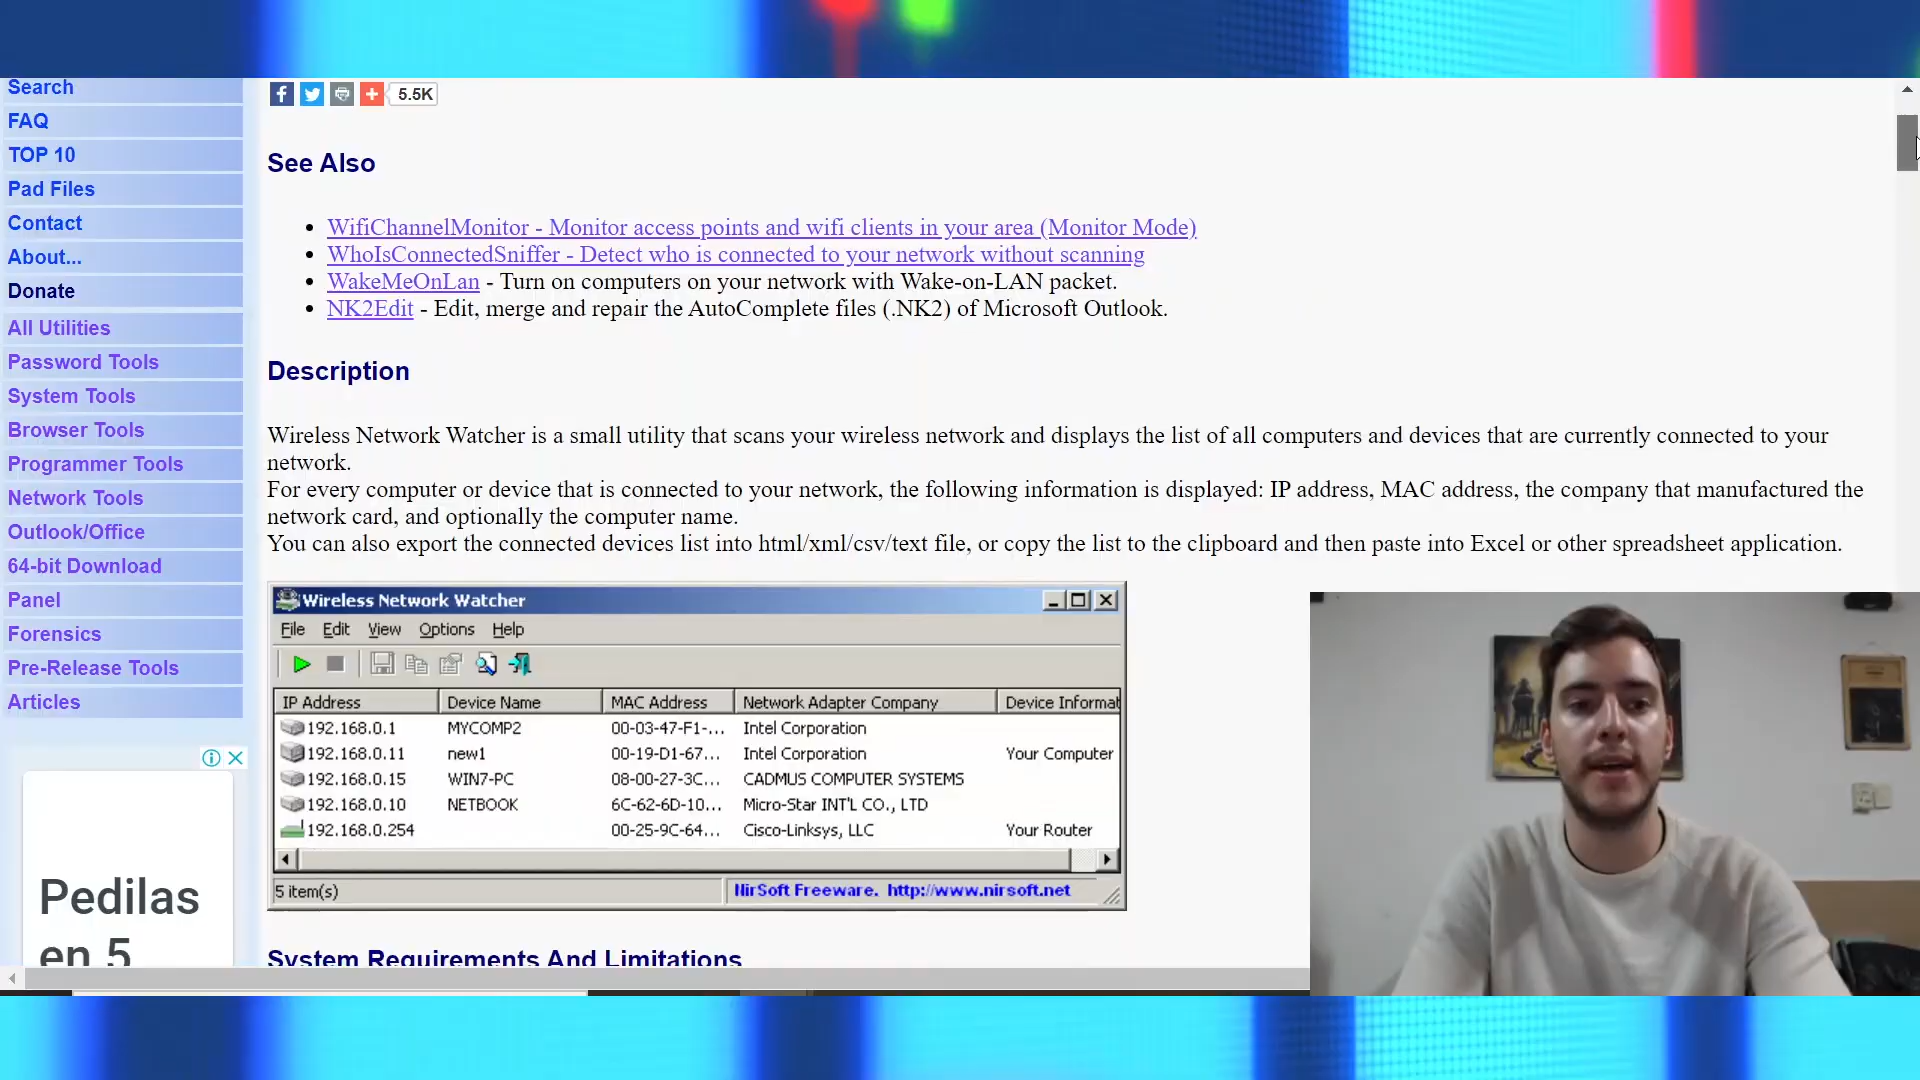 Search
FAQ
TOP 10
Pad Files
Contact
About...
Donate
All Utilities
Password Tools
System Tools
Browser Tools
Programmer Tools
Network Tools
Outlook/Office
64-bit Download
Panel
Forensics
Pre-Release Tools
Articles
Pedilas
en 5
5.5K
See Also
WifiChannelMonitor - Monitor access points and wifi clients in your area (Monitor Mode)
WhoIsConnectedSniffer - Detect who is connected to your network without scanning
WakeMeOnLan - Turn on computers on your network with Wake-on-LAN packet.
NK2Edit - Edit, merge and repair the AutoComplete files (.NK2) of Microsoft Outlook.
Description
Wireless Network Watcher is a small utility that scans your wireless network and displays the list of all computers and devices that are currently connected to your
network.
For every computer or device that is connected to your network, the following information is displayed: IP address, MAC address, the company that manufactured the
network card, and optionally the computer name.
You can also export the connected devices list into html/xml/csv/text file, or copy the list to the clipboard and then paste into Excel or other spreadsheet application.
Wireless Network Watcher
File Edit View Options Help
IP Address Device Name MAC Address Network Adapter Company Device Informat
192.168.0.1 MYCOMP2 00-03-47-F1-... Intel Corporation
192.168.0.11 new1 00-19-D1-67... Intel Corporation Your Computer
192.168.0.15 WIN7-PC 08-00-27-3C... CADMUS COMPUTER SYSTEMS
192.168.0.10 NETBOOK 6C-62-6D-10... Micro-Star INT'L CO., LTD
192.168.0.254 00-25-9C-64... Cisco-Linksys, LLC Your Router
5 item(s) NirSoft Freeware. http://www.nirsoft.net
System Requirements And Limitations